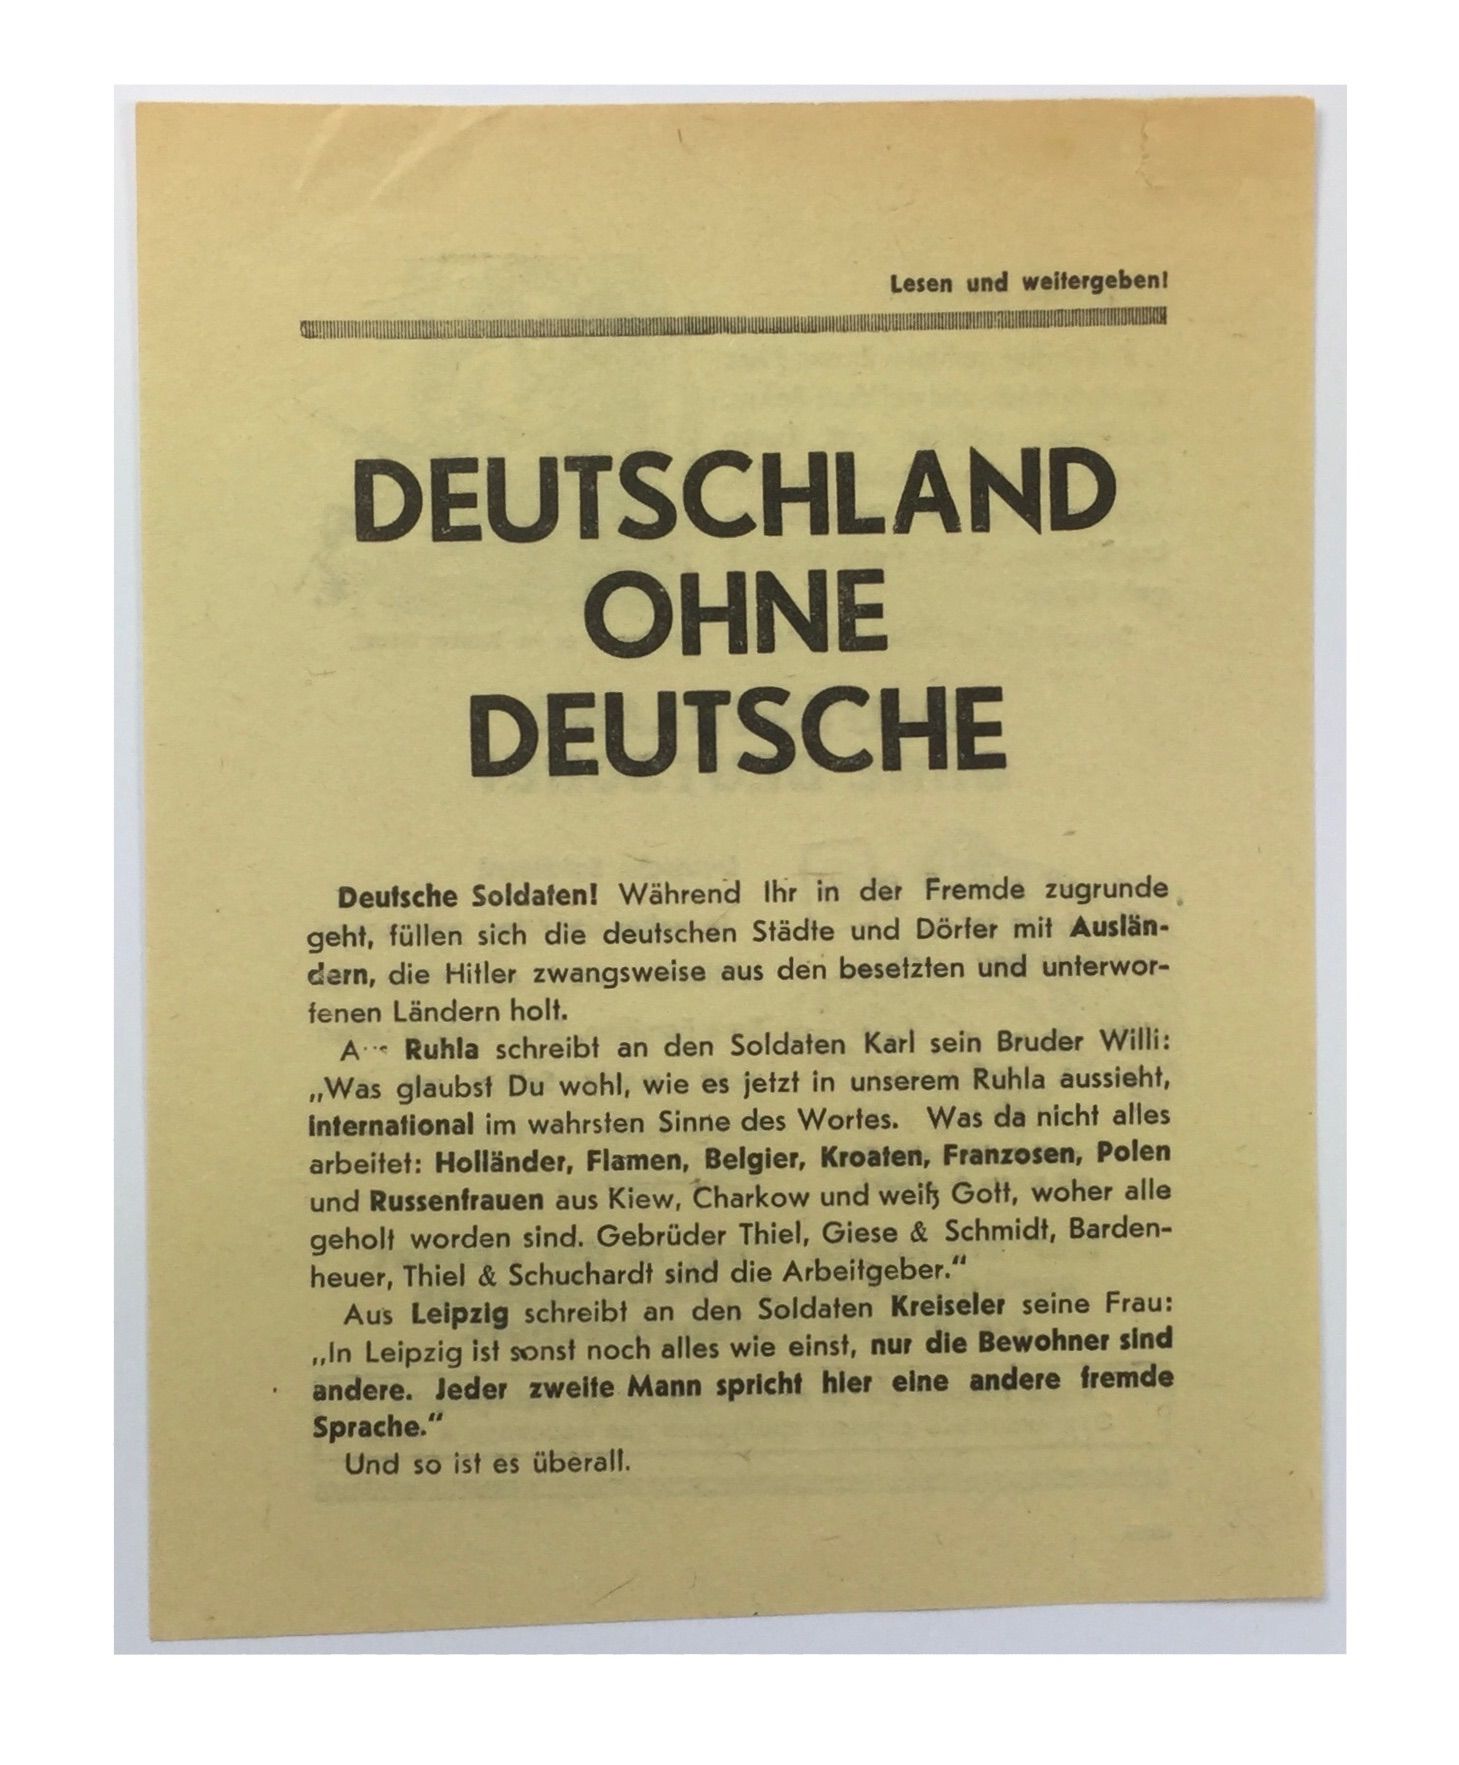 Lesen und weitergeben!
DEUTSCHLAND
OHNE
DEUTSCHE
Deutsche Soldaten! Während Ihr in der Fremde zugrunde
geht, füllen sich die deutschen Städte und Dörfer mit Auslän-
dern, die Hitler zwangsweise aus den besetzten und unterwor-
fenen Ländern holt.
Ruhla schreibt an den Soldaten Karl sein Bruder Willi:
„Was glaubst Du wohl, wie es jetzt in unserem Ruhla aussieht,
international im wahrsten Sinne des Wortes. Was da nicht alles
arbeitet: Holländer, Flamen, Belgier, Kroaten, Franzosen, Polen
und Russenfrauen aus Kiew, Charkow und weiß Gott, woher alle
geholt worden sind. Gebrüder Thiel, Giese & Schmidt, Barden-
heuer, Thiel & Schuchardt sind die Arbeitgeber.“
Aus Leipzig schreibt an den Soldaten Kreiseler seine Frau:
„In Leipzig ist sonst noch alles wie einst, nur die Bewohner sind
andere. Jeder zweite Mann spricht hier eine andere fremde
Sprache.“
Und so ist es überall.